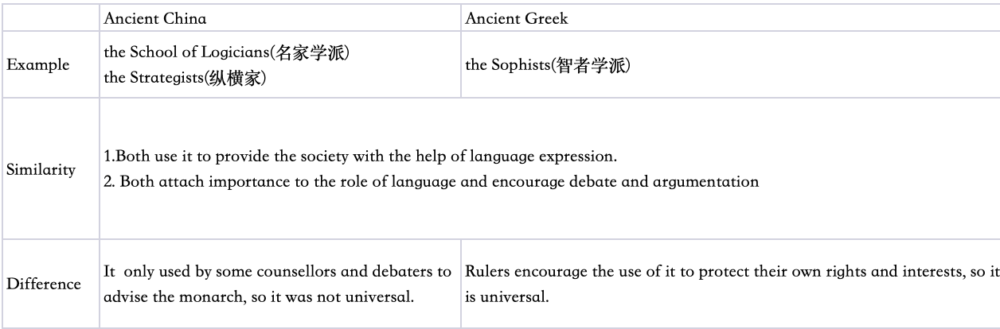 Ancient China
Ancient Greek
Example
the School of Logicians(名家学派)
the Strategists(纵横家)
the Sophists(智者学派)
Similarity
1.Both use it to provide the society with the help of language expression.
2. Both attach importance to the role of language and encourage debate and argumentation
Difference
It only used by some counsellors and debaters to
advise the monarch, so it was not universal.
Rulers encourage the use of it to protect their own rights and interests, so it
is universal.